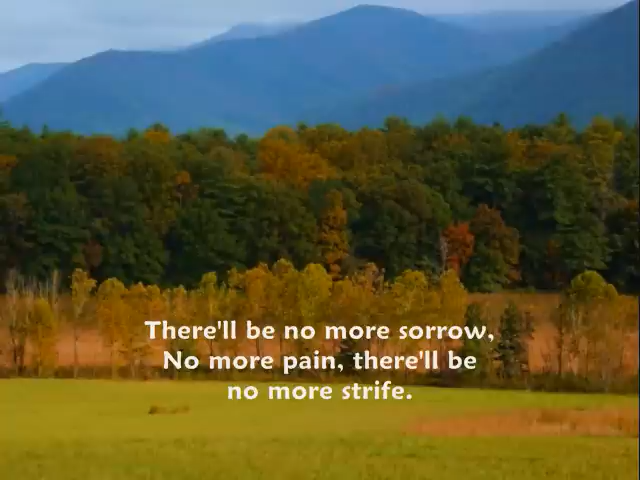 There'll be no more sorrow,
No more pain, there'll be
no more strife.